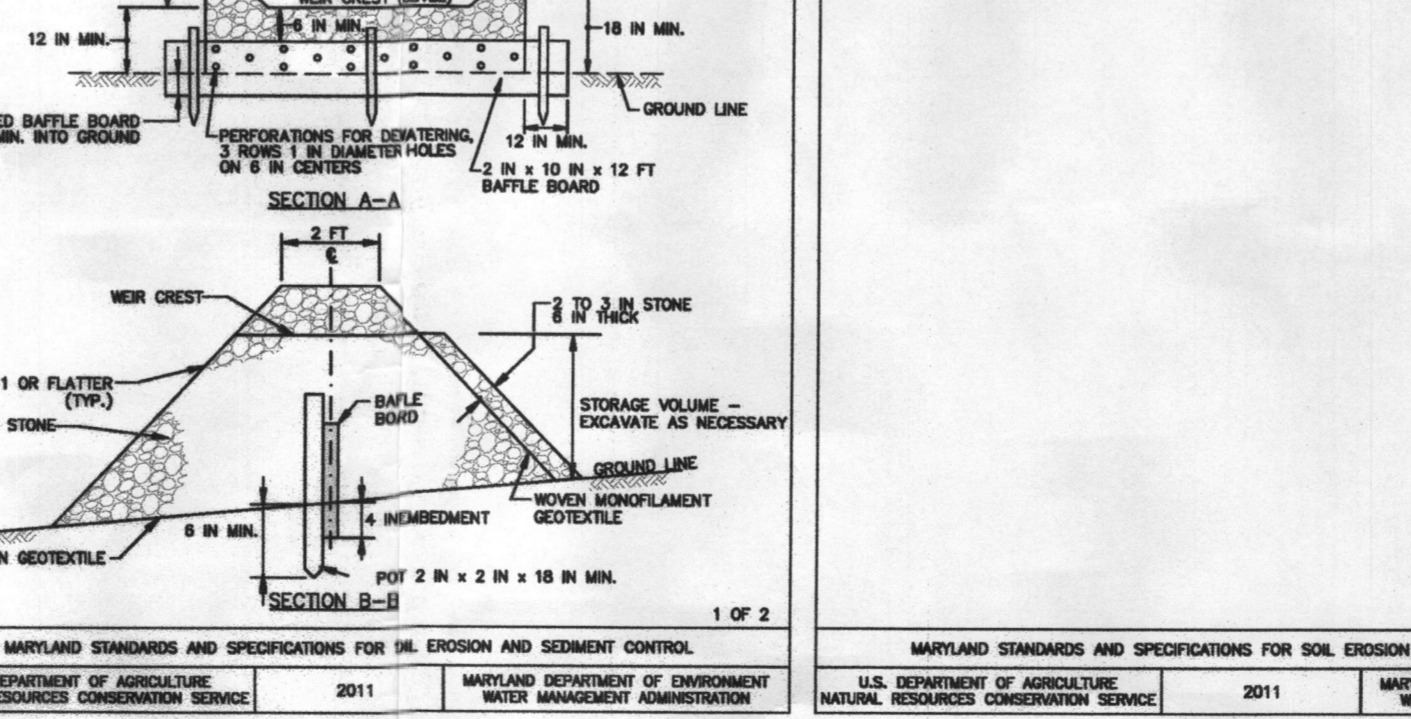 WEIR CREST
6 IN MIN.
12 IN MIN.
18 IN MIN.
GROUND LINE
ED BAFFLE BOARD
MIN. INTO GROUND
PERFORATIONS FOR DEWATERING,
3 ROWS 1 IN DIAMETER HOLES
ON 6 IN CENTERS
12 IN MIN.
2 IN x 10 IN x 12 FT
BAFFLE BOARD
SECTION A-A
2 FT
WEIR CREST
2 TO 3 IN STONE
6 IN THICK
1 OR FLATTER
(TYP.)
STONE
BAFLE
BORD
STORAGE VOLUME -
EXCAVATE AS NECESSARY
GROUND LINE
WOVEN MONOFILAMENT
GEOTEXTILE
6 IN MIN.
4 INEMBEDMENT
N GEOTEXTILE
POT 2 IN x 2 IN x 18 IN MIN.
SECTION B-B
1 OF 2
MARYLAND STANDARDS AND SPECIFICATIONS FOR OIL EROSION AND SEDIMENT CONTROL
EPARTMENT OF AGRICULTURE
ESOURCES CONSERVATION SERVICE
2011
MARYLAND DEPARTMENT OF ENVIRONMENT
WATER MANAGEMENT ADMINISTRATION
MARYLAND STANDARDS AND SPECIFICATIONS FOR SOIL EROSION
U.S. DEPARTMENT OF AGRICULTURE
NATURAL RESOURCES CONSERVATION SERVICE
2011
MARY
W